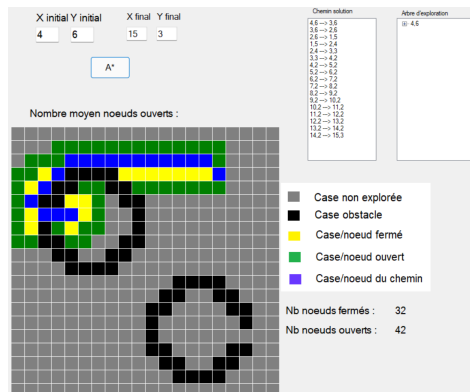 X initial Y initial
X final Y final
4 6 15 3
A*
Nombre moyen noeuds ouverts :
Chemin solution
4,6 --> 3,6
3,6 --> 2,6
2,6 --> 1,5
1,5 --> 2,4
2,4 --> 3,3
3,3 --> 4,2
4,2 --> 5,2
5,2 --> 6,2
6,2 --> 7,2
7,2 --> 8,2
8,2 --> 9,2
9,2 --> 10,2
10,2 --> 11,2
11,2 --> 12,2
12,2 --> 13,2
13,2 --> 14,2
14,2 --> 15,3
Arbre d'exploration
4,6
Case non explorée
Case obstacle
Case/noeud fermé
Case/noeud ouvert
Case/noeud du chemin
Nb noeuds fermés : 32
Nb noeuds ouverts : 42